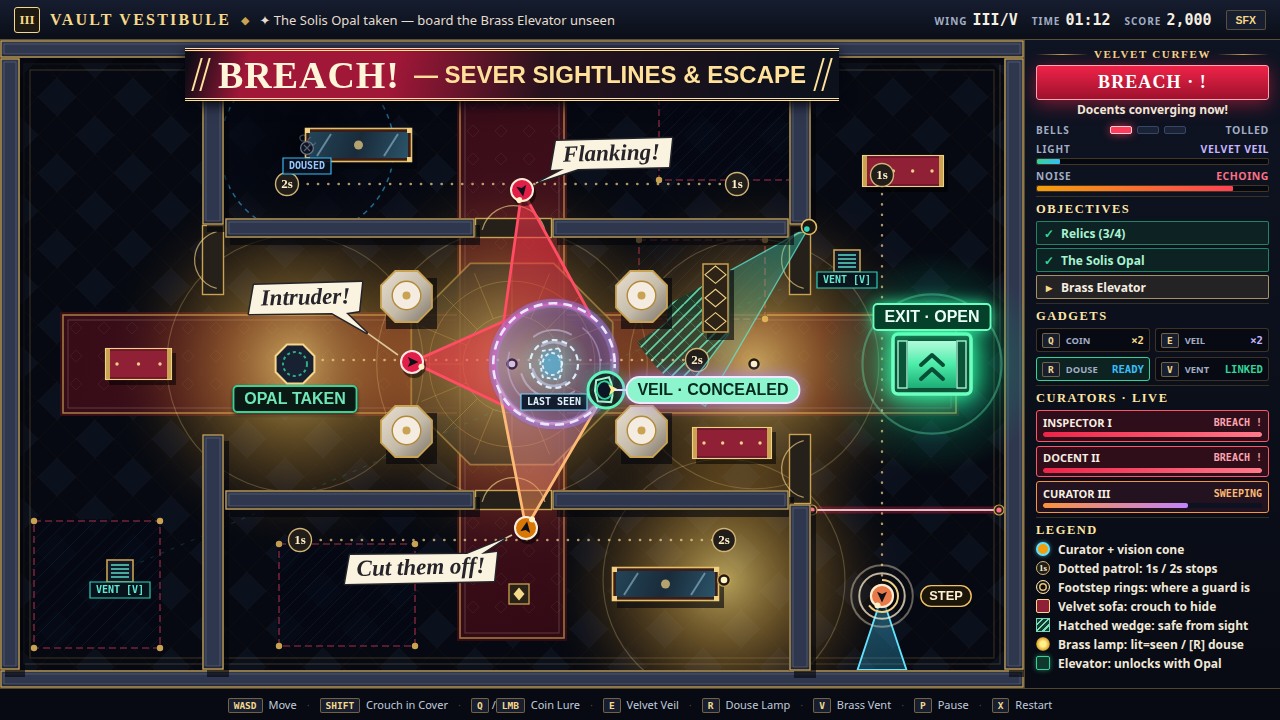 III VAULT VESTIBULE ◆ ✦ The Solis Opal taken — board the Brass Elevator unseen
WING III/V TIME 01:12 SCORE 2,000 SFX
BREACH! — SEVER SIGHTLINES & ESCAPE
DOUSED
2s
1s
Flanking!
1s
VENT [V]
Intruder!
EXIT · OPEN
2s
OPAL TAKEN
LAST SEEN
VEIL · CONCEALED
1s
2s
Cut them off!
VENT [V]
STEP
VELVET CURFEW
BREACH · !
Docents converging now!
BELLS TOLLED
LIGHT VELVET VEIL
NOISE ECHOING
OBJECTIVES
✓ Relics (3/4)
✓ The Solis Opal
► Brass Elevator
GADGETS
Q COIN ×2
E VEIL ×2
R DOUSE READY
V VENT LINKED
CURATORS · LIVE
INSPECTOR I BREACH !
DOCENT II BREACH !
CURATOR III SWEEPING
LEGEND
Curator + vision cone
1s Dotted patrol: 1s / 2s stops
Footstep rings: where a guard is
Velvet sofa: crouch to hide
Hatched wedge: safe from sight
Brass lamp: lit=seen / [R] douse
Elevator: unlocks with Opal
WASD Move · SHIFT Crouch in Cover · Q / LMB Coin Lure · E Velvet Veil · R Douse Lamp · V Brass Vent · P Pause · X Restart